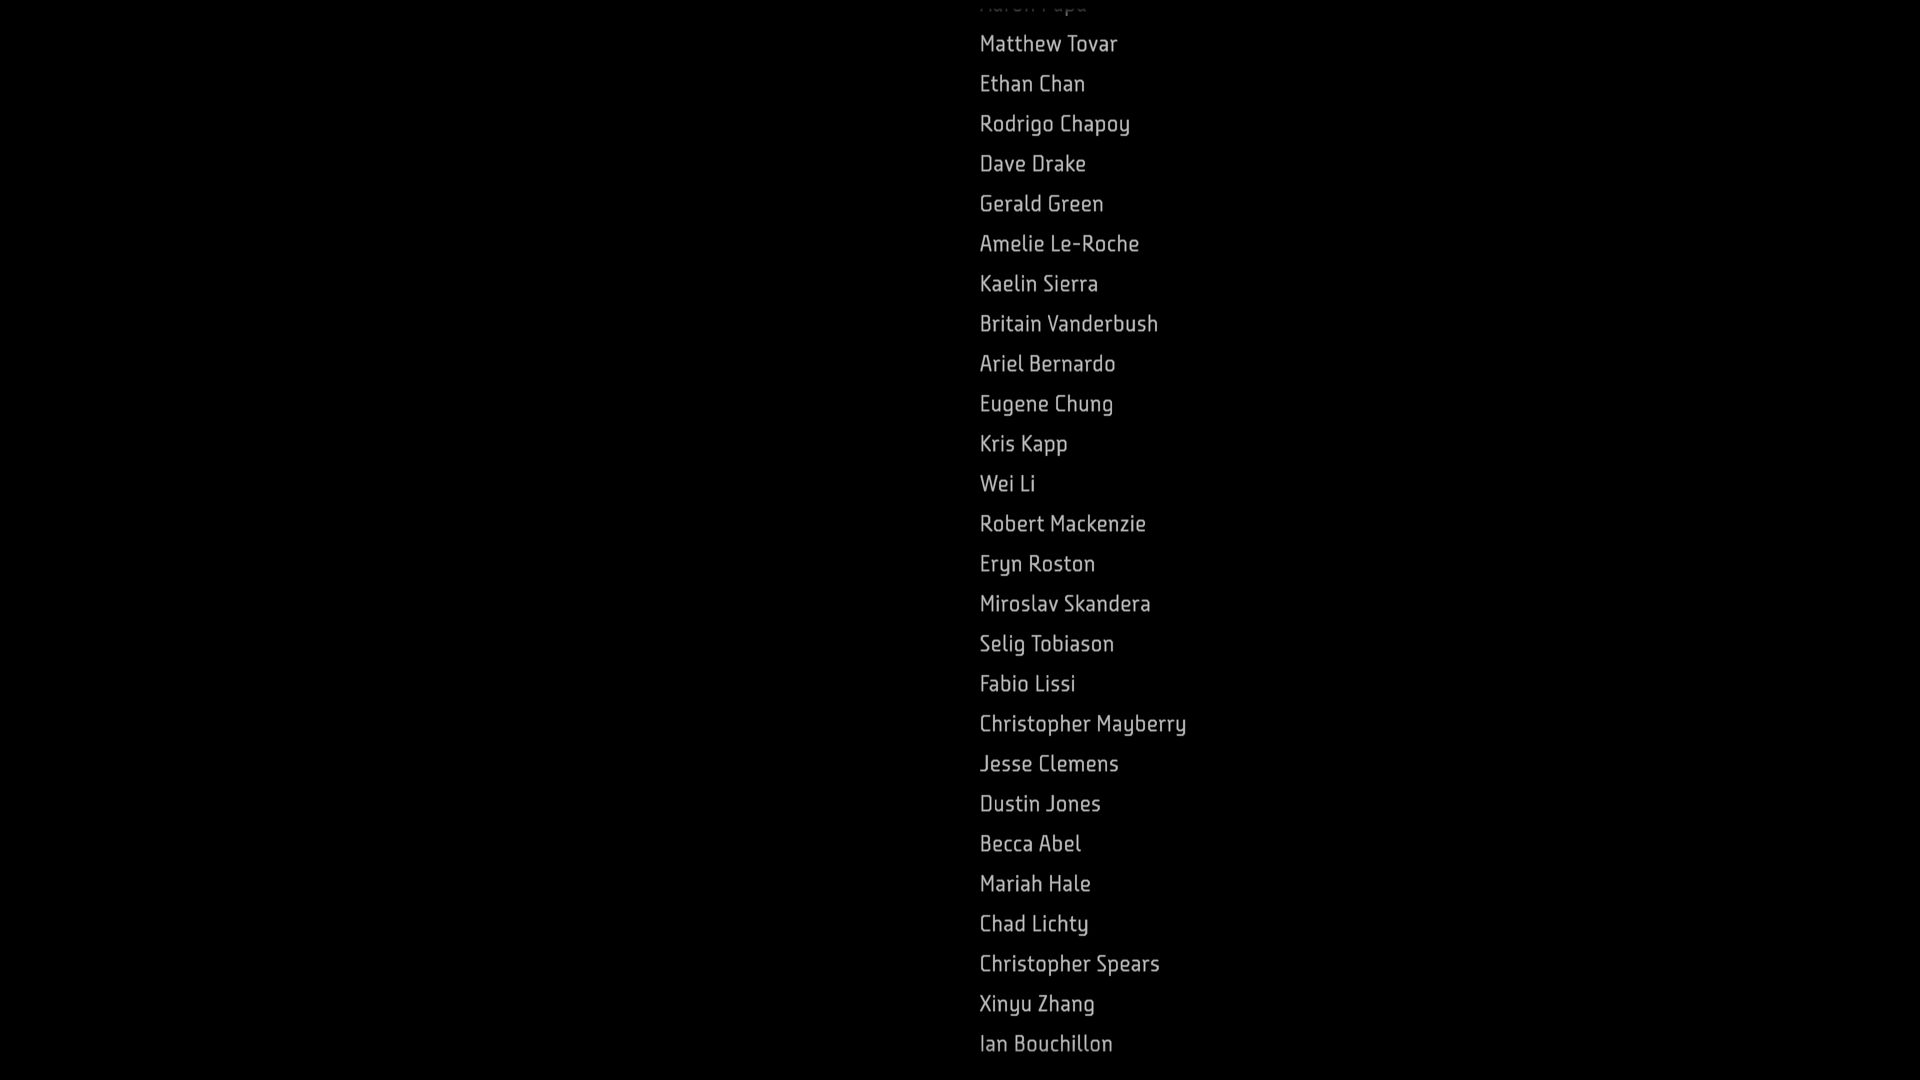 Matthew Tovar
Ethan Chan
Rodrigo Chapoy
Dave Drake
Gerald Green
Amelie Le-Roche
Kaelin Sierra
Britain Vanderbush
Ariel Bernardo
Eugene Chung
Kris Kapp
Wei Li
Robert Mackenzie
Eryn Roston
Miroslav Skandera
Selig Tobiason
Fabio Lissi
Christopher Mayberry
Jesse Clemens
Dustin Jones
Becca Abel
Mariah Hale
Chad Lichty
Christopher Spears
Xinyu Zhang
Ian Bouchillon